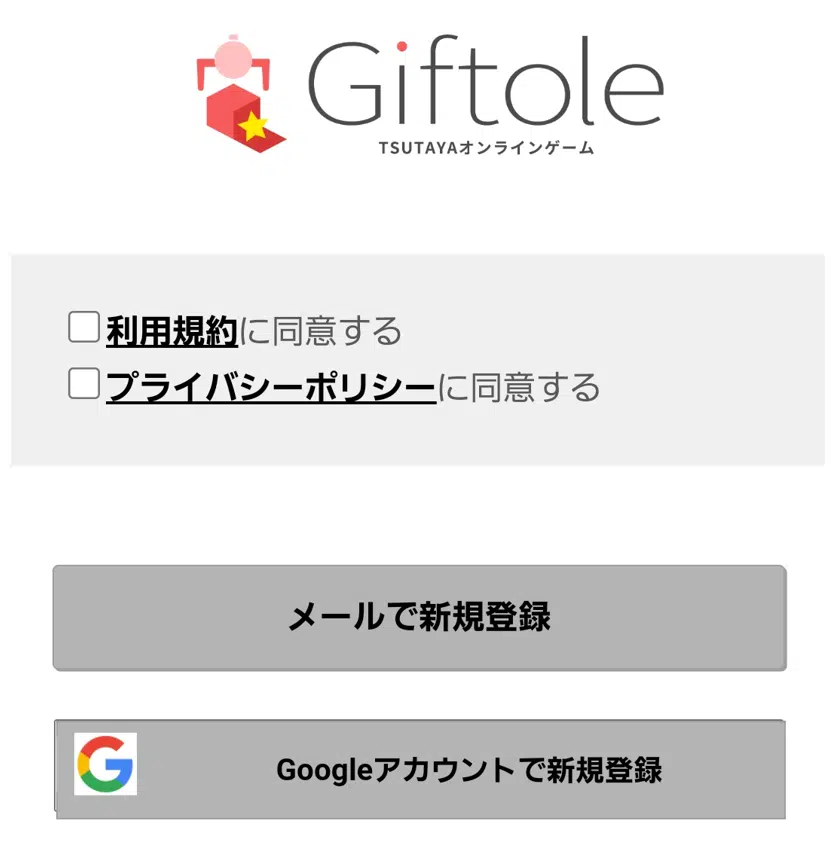 Giftole
TSUTAYAオンラインゲーム
利用規約に同意する
プライバシーポリシーに同意する
メールで新規登録
Googleアカウントで新規登録